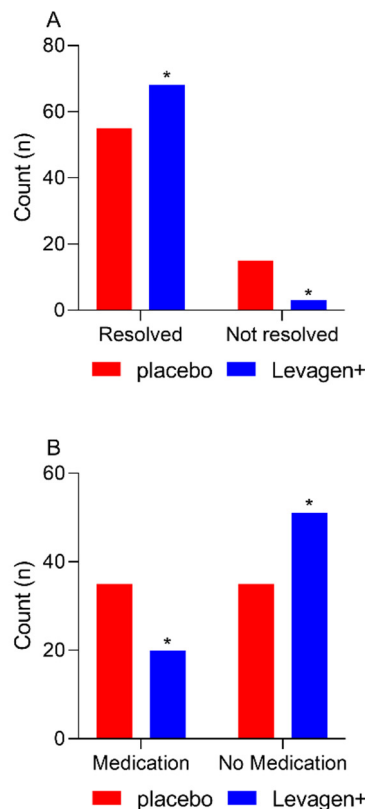 A
80
60
40
20
0
Count (n)
*
*
Resolved Not resolved
placebo Levagen+
B
60
40
20
0
Count (n)
*
*
Medication No Medication
placebo Levagen+